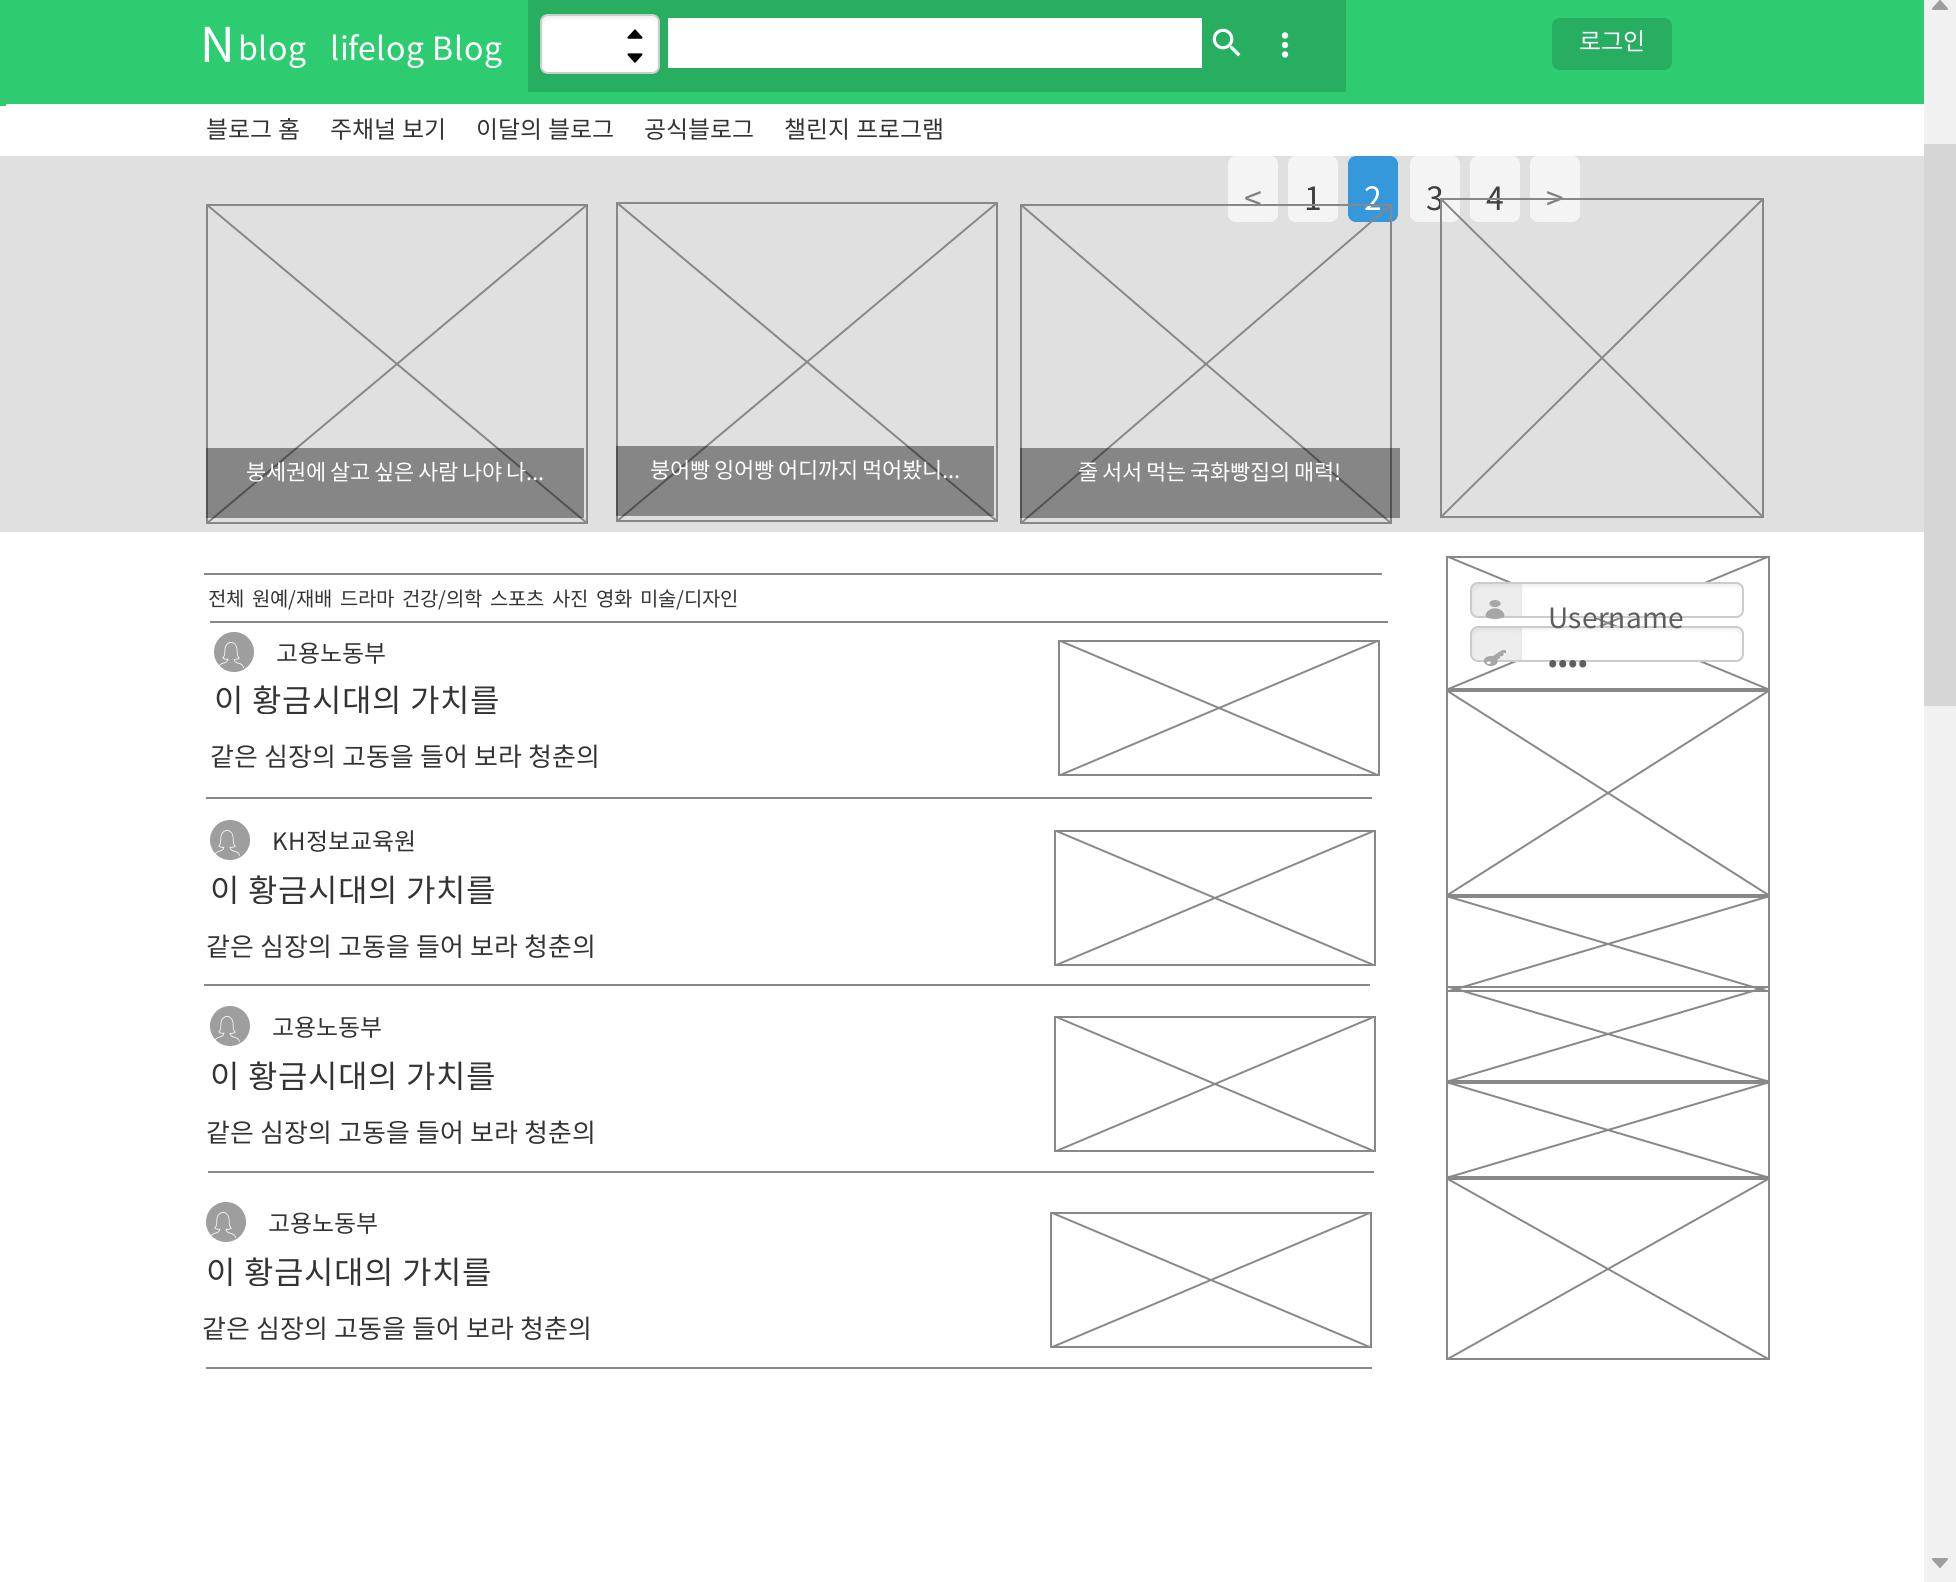 N blog lifelog Blog
로그인
블로그 홈 주채널 보기 이달의 블로그 공식블로그 챌린지 프로그램
< 1 2 3 4 >
붕세권에 살고 싶은 사람 나야 나...
붕어빵 잉어빵 어디까지 먹어봤니...
줄 서서 먹는 국화빵집의 매력!
전체 원예/재배 드라마 건강/의학 스포츠 사진 영화 미술/디자인
Username
••••
고용노동부
이 황금시대의 가치를
같은 심장의 고동을 들어 보라 청춘의
KH정보교육원
이 황금시대의 가치를
같은 심장의 고동을 들어 보라 청춘의
고용노동부
이 황금시대의 가치를
같은 심장의 고동을 들어 보라 청춘의
고용노동부
이 황금시대의 가치를
같은 심장의 고동을 들어 보라 청춘의